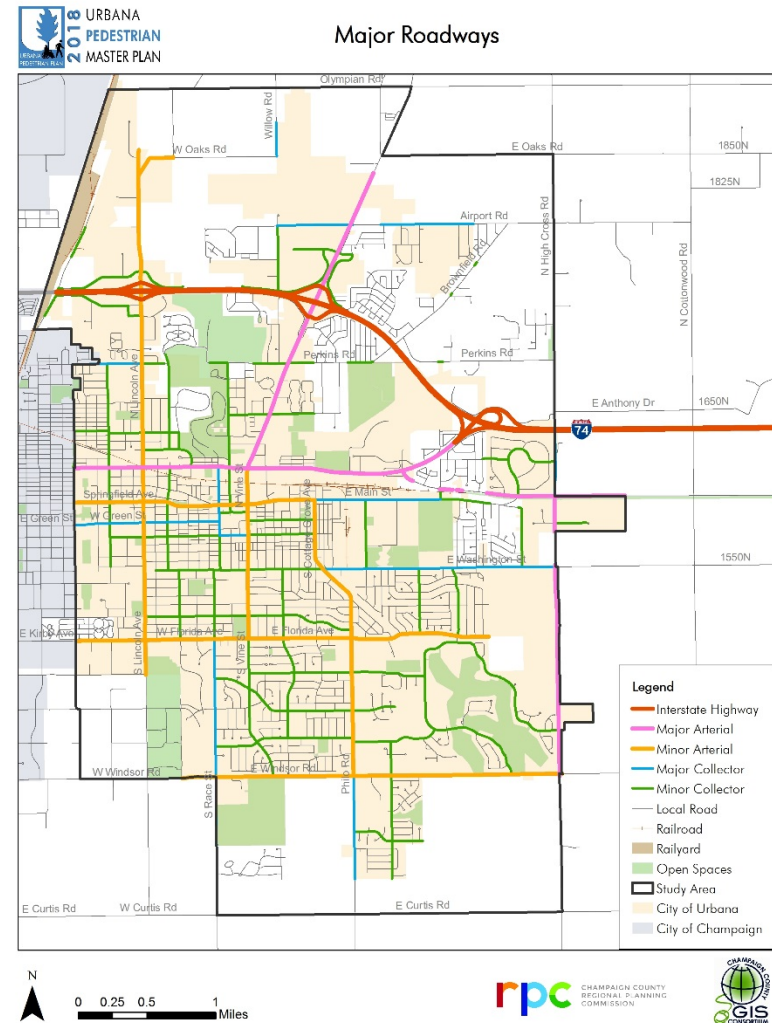 2018 URBANA
PEDESTRIAN
MASTER PLAN
URBANA
PEDESTRIAN PLAN
Major Roadways
Olympian Rd
Willow Rd
W Oaks Rd
E Oaks Rd
1850N
1825N
Airport Rd
N High Cross Rd
Brownfield Rd
N Cottonwood Rd
Perkins Rd
Perkins Rd
N Lincoln Ave
E Anthony Dr
1650N
74
N Vine St
Springfield Ave
E Main St
E Green St
W Green St
S Cottage Grove Ave
E Washington St
1550N
E Kirby Ave
W Florida Ave
E Florida Ave
S Lincoln Ave
S Vine St
W Windsor Rd
E Windsor Rd
S Race St
Philo Rd
E Curtis Rd
W Curtis Rd
E Curtis Rd
Legend
Interstate Highway
Major Arterial
Minor Arterial
Major Collector
Minor Collector
Local Road
Railroad
Railyard
Open Spaces
Study Area
City of Urbana
City of Champaign
N
0 0.25 0.5 1
Miles
rpc
CHAMPAIGN COUNTY
REGIONAL PLANNING
COMMISSION
CHAMPAIGN COUNTY
GIS
CONSORTIUM